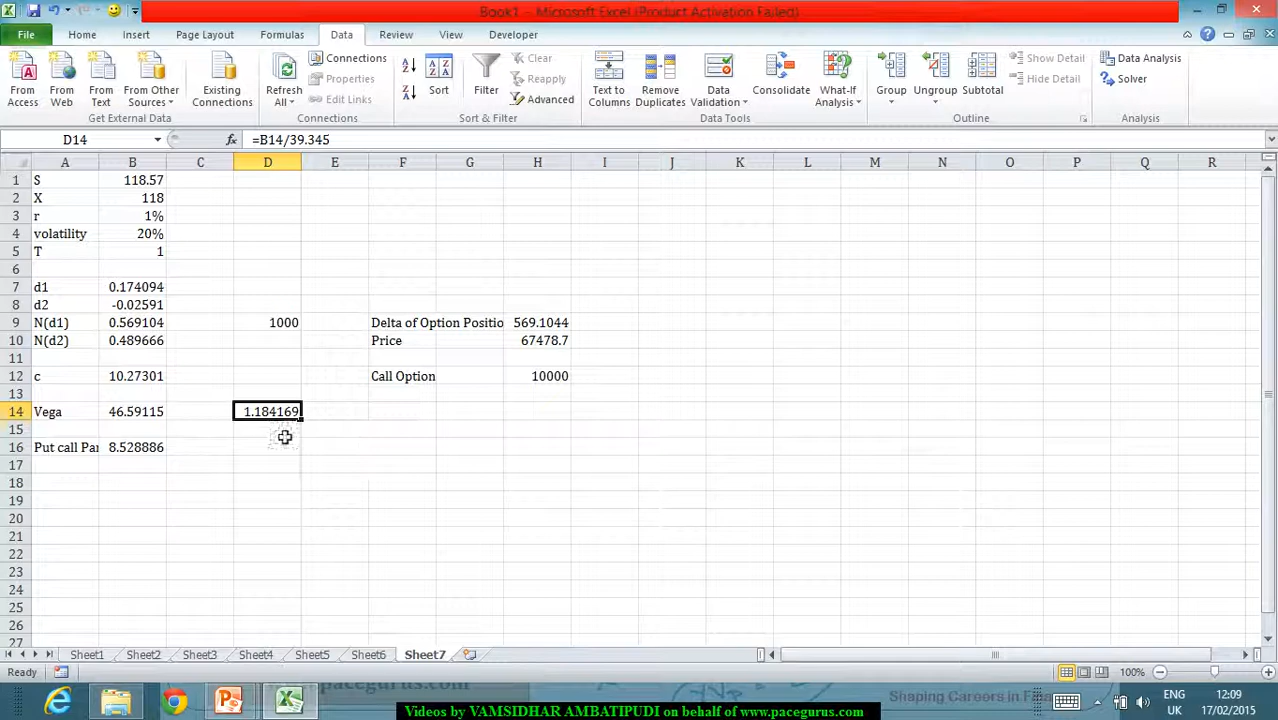 Book1 - Microsoft Excel (Product Activation Failed)
File Home Insert Page Layout Formulas Data Review View Developer
From Access
From Web
From Text
From Other Sources
Existing Connections
Get External Data
Refresh All
Connections
Properties
Edit Links
Connections
Sort
Filter
Clear
Reapply
Advanced
Sort & Filter
Text to Columns
Remove Duplicates
Data Validation
Consolidate
What-If Analysis
Data Tools
Group
Ungroup
Subtotal
Show Detail
Hide Detail
Outline
Data Analysis
Solver
Analysis
D14 fx =B14/39.345
A B C D E F G H I J K L M N O P Q R
1 S 118.57
2 X 118
3 r 1%
4 volatility 20%
5 T 1
6
7 d1 0.174094
8 d2 -0.02591
9 N(d1) 0.569104 1000 Delta of Option Positio 569.1044
10 N(d2) 0.489666 Price 67478.7
11
12 c 10.27301 Call Option 10000
13
14 Vega 46.59115 1.184169
15
16 Put call Par 8.528886
17
18
19
20
21
22
23
24
25
26
27
Sheet1 Sheet2 Sheet3 Sheet4 Sheet5 Sheet6 Sheet7
Ready 100%
.pacegurus.com
Shaping Careers in Fin
ENG 12:09
UK 17/02/2015
Videos by VAMSIDHAR AMBATIPUDI on behalf of www.pacegurus.com